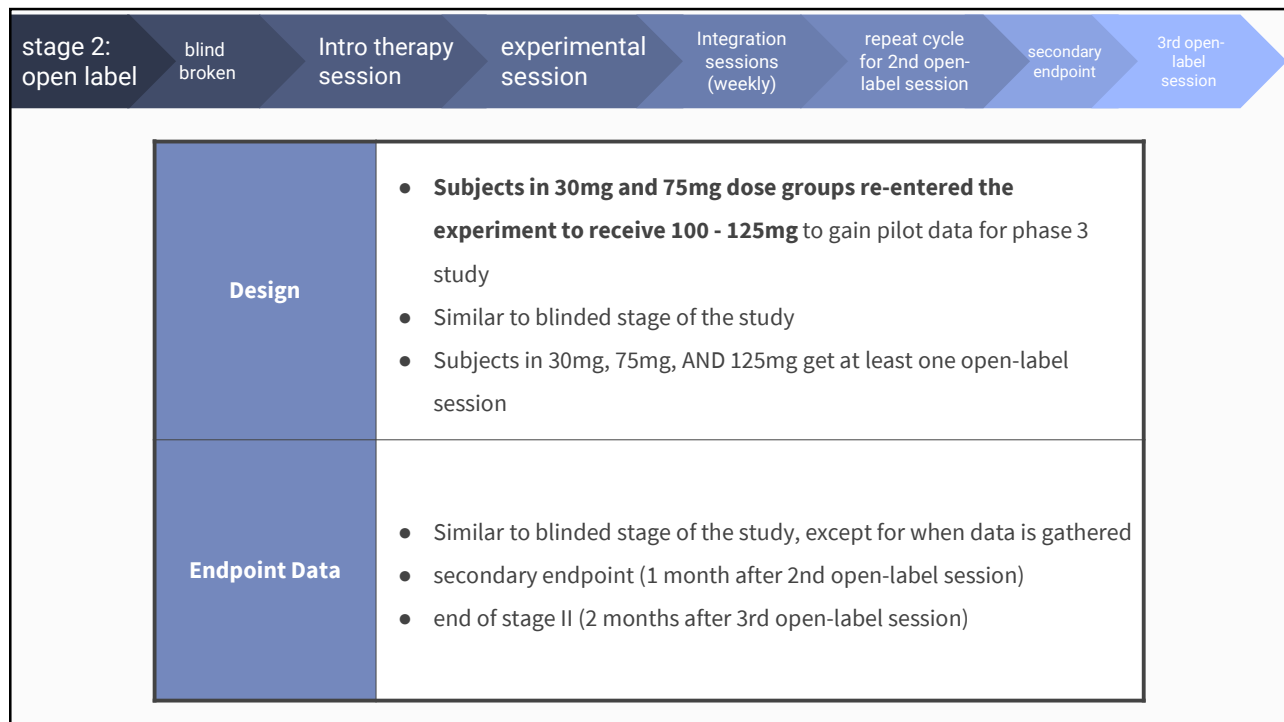 stage 2:
open label
blind
broken
Intro therapy
session
experimental
session
Integration
sessions
(weekly)
repeat cycle
for 2nd open-
label session
secondary
endpoint
3rd open-
label
session
Design
● Subjects in 30mg and 75mg dose groups re-entered the
experiment to receive 100 - 125mg to gain pilot data for phase 3
study
● Similar to blinded stage of the study
● Subjects in 30mg, 75mg, AND 125mg get at least one open-label
session
Endpoint Data
● Similar to blinded stage of the study, except for when data is gathered
● secondary endpoint (1 month after 2nd open-label session)
● end of stage II (2 months after 3rd open-label session)